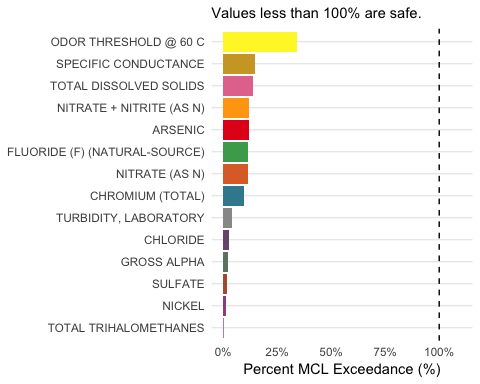 Values less than 100% are safe.
ODOR THRESHOLD @ 60 C
SPECIFIC CONDUCTANCE
TOTAL DISSOLVED SOLIDS
NITRATE + NITRITE (AS N)
ARSENIC
FLUORIDE (F) (NATURAL-SOURCE)
NITRATE (AS N)
CHROMIUM (TOTAL)
TURBIDITY, LABORATORY
CHLORIDE
GROSS ALPHA
SULFATE
NICKEL
TOTAL TRIHALOMETHANES
0% 25% 50% 75% 100%
Percent MCL Exceedance (%)